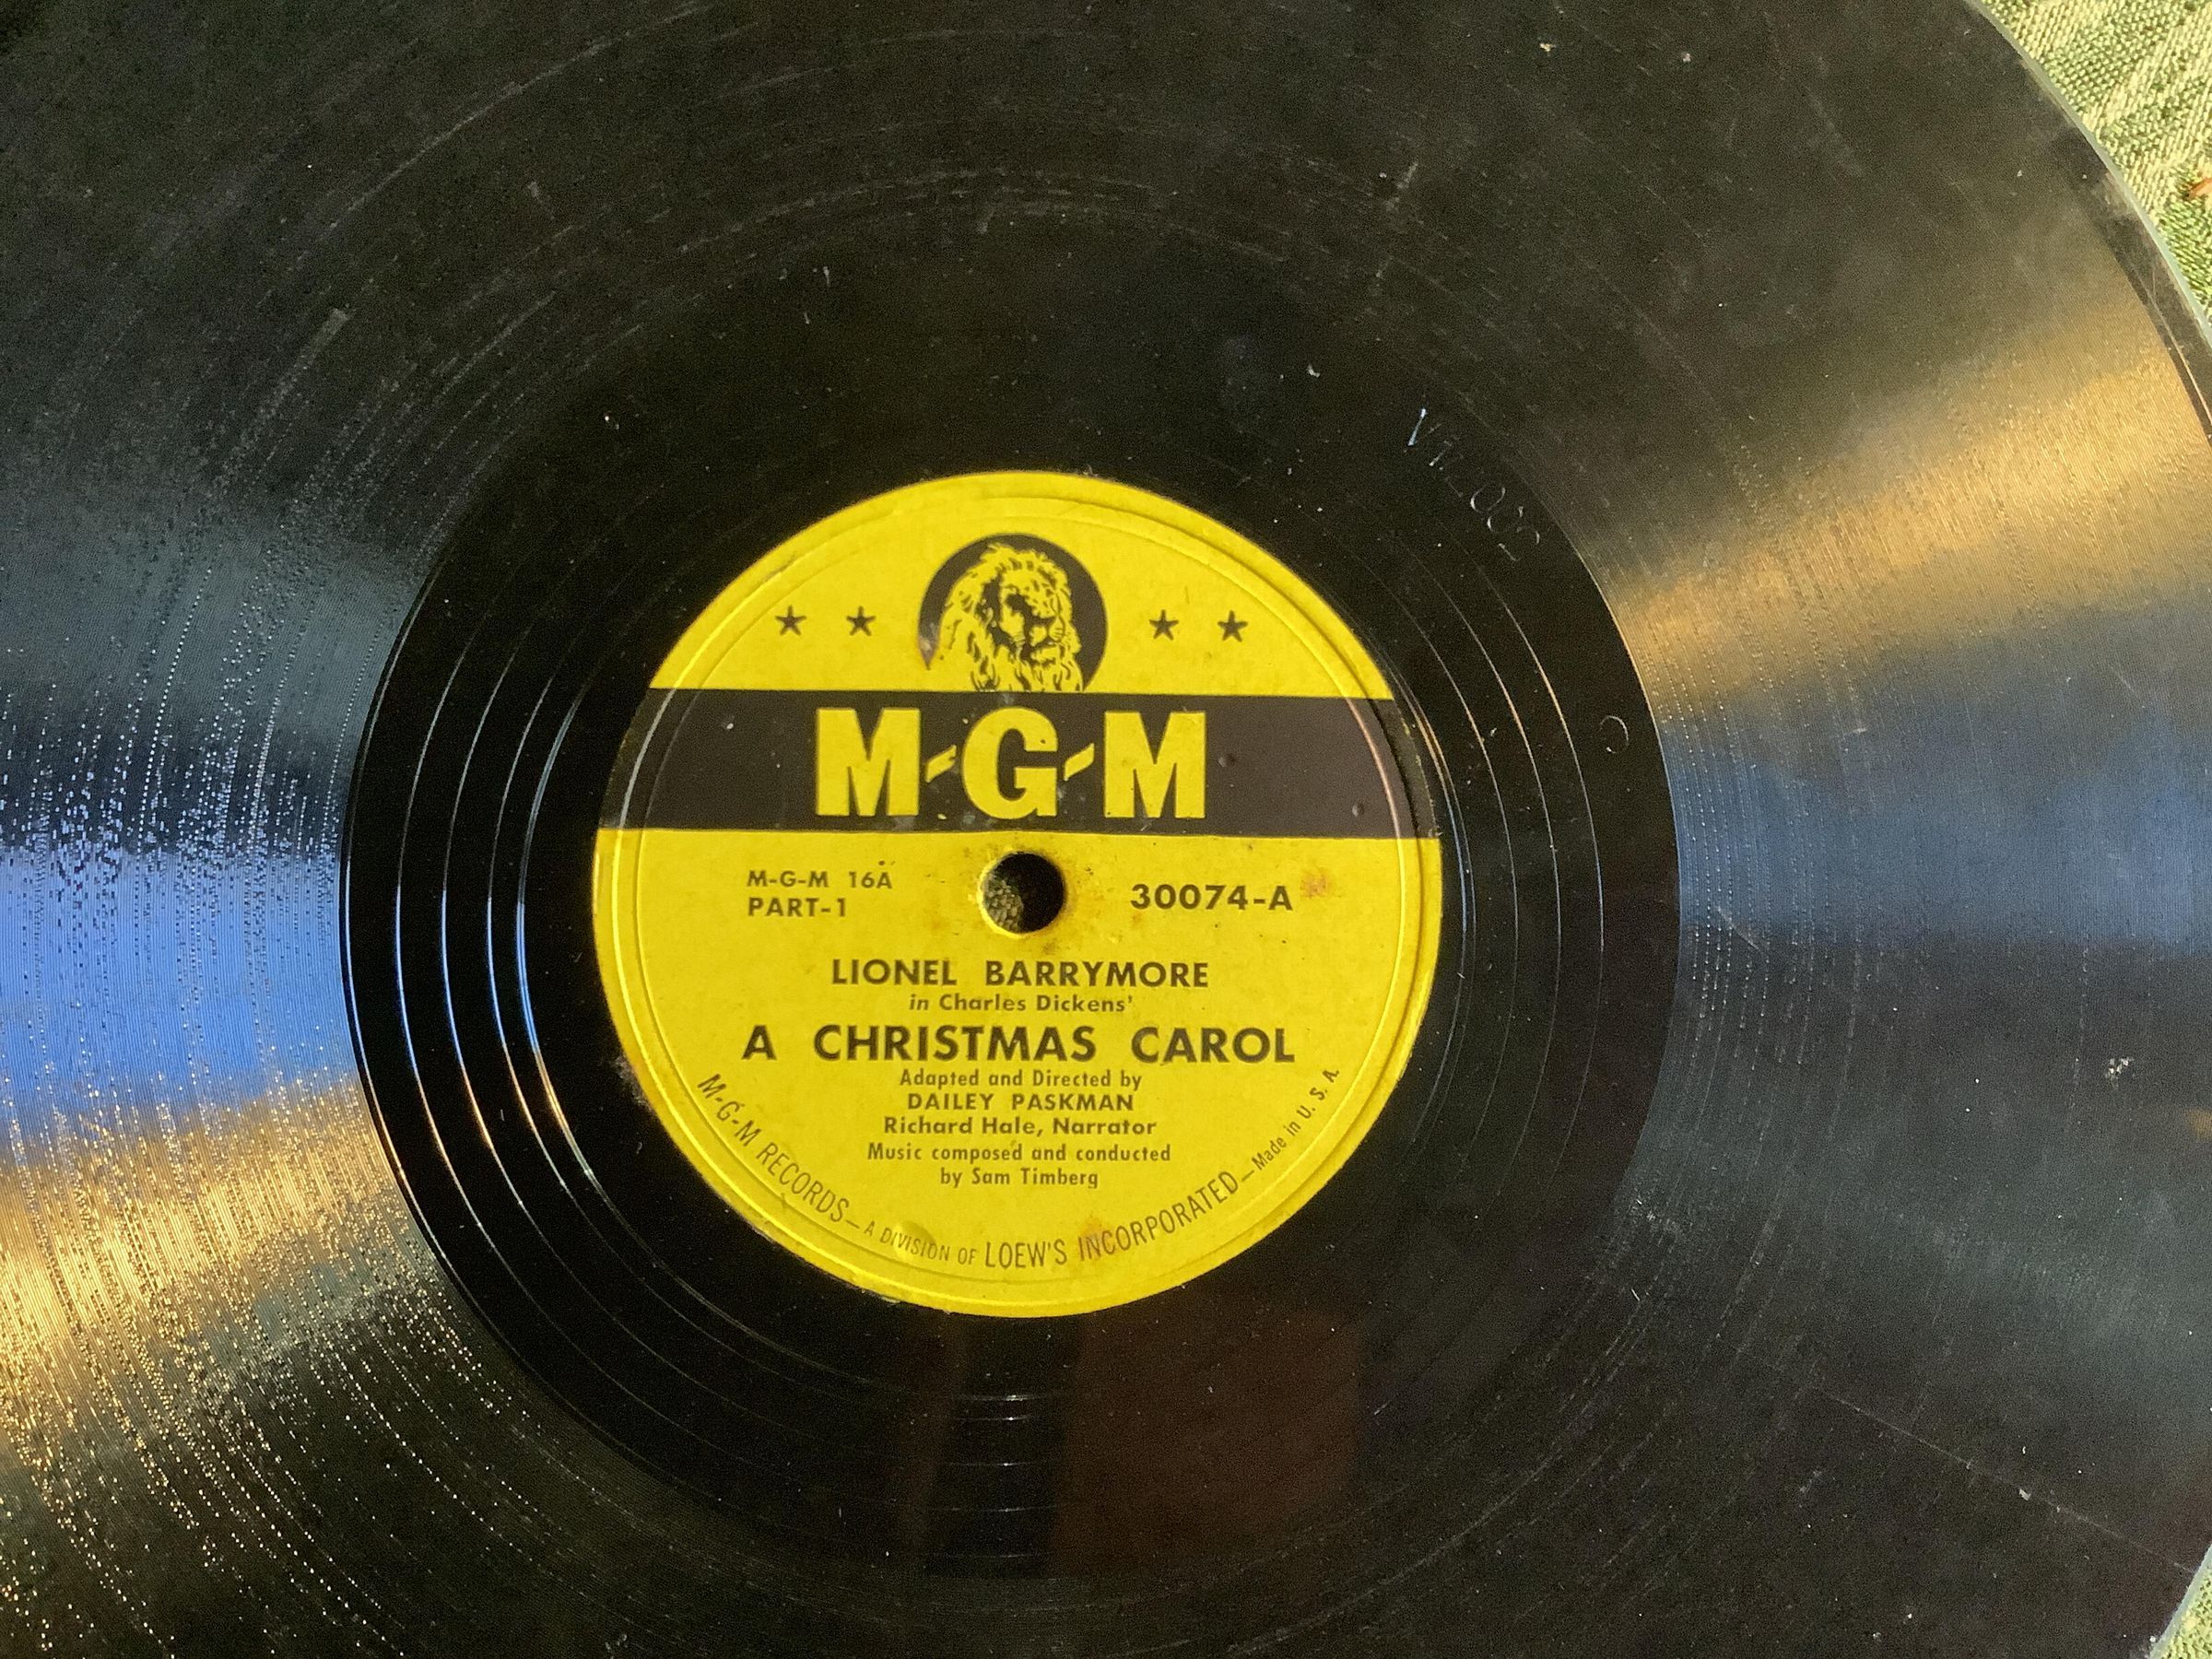 M-G-M
M-G-M 16A
PART-1
30074-A
LIONEL BARRYMORE
in Charles Dickens'
A CHRISTMAS CAROL
Adapted and Directed by
DAILEY PASKMAN
Richard Hale, Narrator
Music composed and conducted
by Sam Timberg
M-G-M RECORDS—A DIVISION OF LOEW'S INCORPORATED—Made in U. S. A.